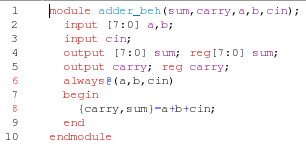 1 module adder_beh(sum,carry,a,b,cin);
2 input [7:0] a,b;
3 input cin;
4 output [7:0] sum; reg[7:0] sum;
5 output carry; reg carry;
6 always@(a,b,cin)
7 begin
8 {carry,sum}=a+b+cin;
9 end
10 endmodule